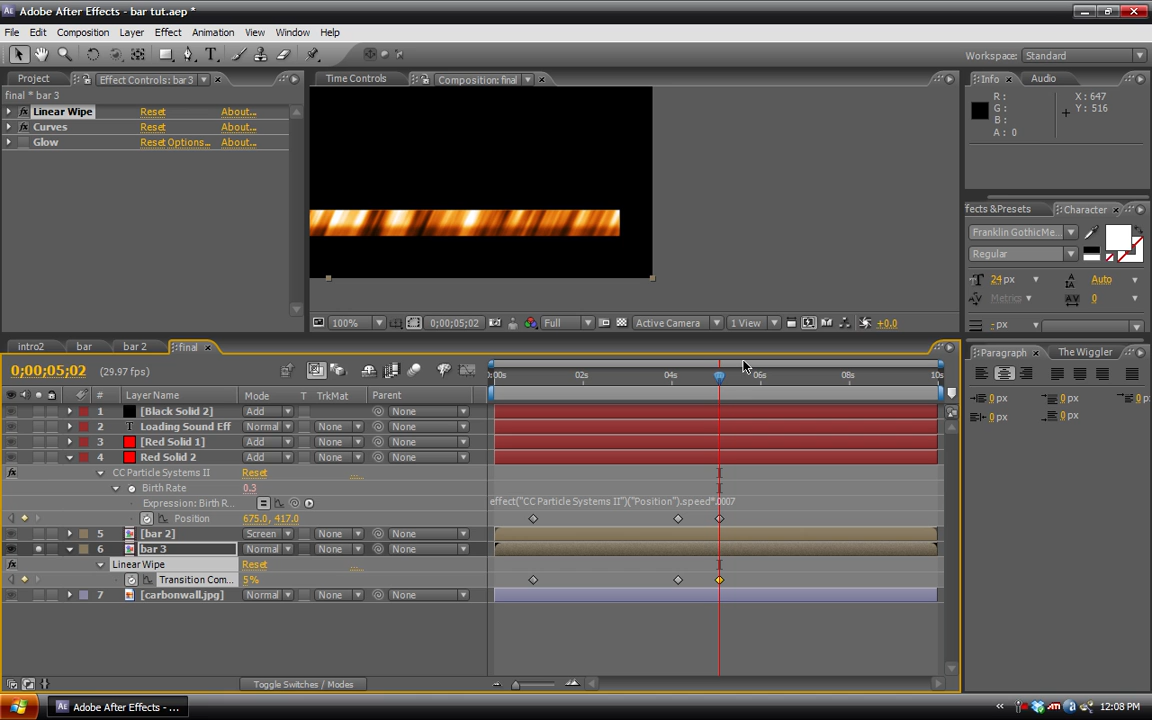 Adobe After Effects - bar tut.aep *
File Edit Composition Layer Effect Animation View Window Help
Workspace: Standard
Project Effect Controls: bar 3
Time Controls Composition: final
Info Audio
final * bar 3
Linear Wipe Reset About...
Curves Reset About...
Glow Reset Options... About...
R :
G :
B :
A : 0
X : 647
Y : 516
ffects&Presets Character
Franklin GothicMe...
Regular
24 px Auto
Metrics 0
- px
100% 0;00;05;02 Full Active Camera 1 View +0.0
intro2 bar bar 2 final
Paragraph The Wiggler
0;00;05;02 (29.97 fps)
:00s 02s 04s 06s 08s 10s
# Layer Name Mode T TrkMat Parent
1 [Black Solid 2] Add None
2 Loading Sound Eff Normal None None
3 [Red Solid 1] Add None None
4 Red Solid 2 Add None None
CC Particle Systems II Reset ...
Birth Rate 0.3
Expression: Birth R... effect("CC Particle Systems II")("Position").speed*.0007
Position 675.0, 417.0
5 [bar 2] Screen None None
6 bar 3 Normal None None
Linear Wipe Reset ...
Transition Com... 5%
7 [carbonwall.jpg] Normal None None
0 px 0 px 0 p
0 px 0 px
Toggle Switches / Modes
Adobe After Effects - ...
12:08 PM